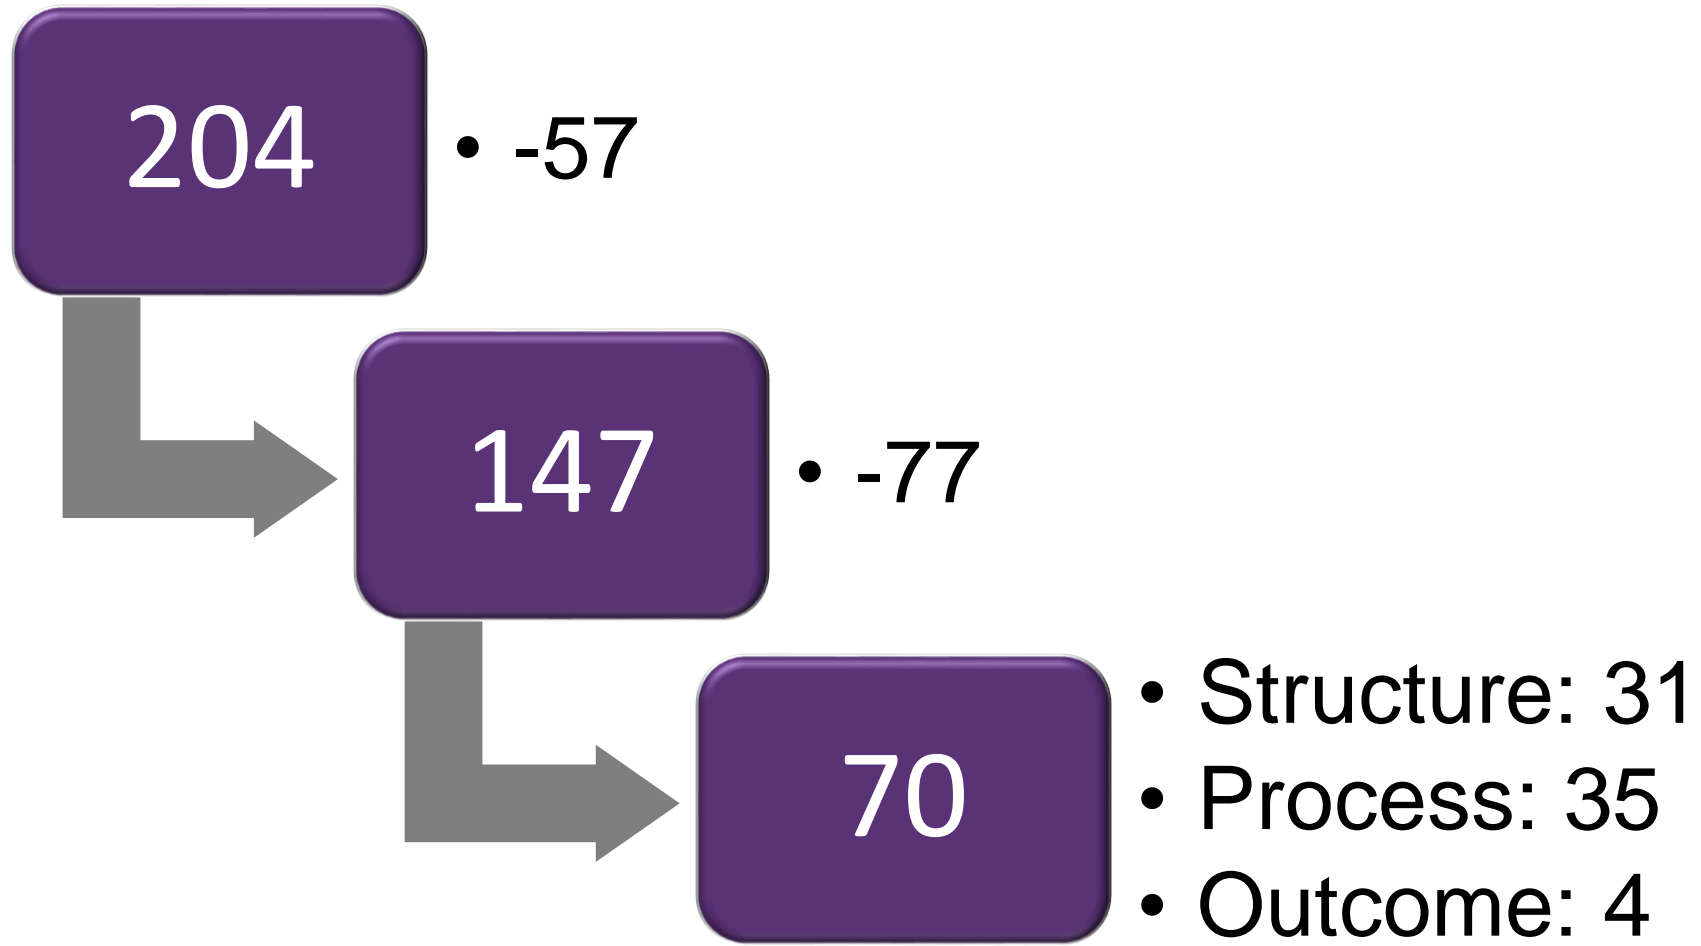 204
• -57
147
• -77
70
• Structure: 31
• Process: 35
• Outcome: 4